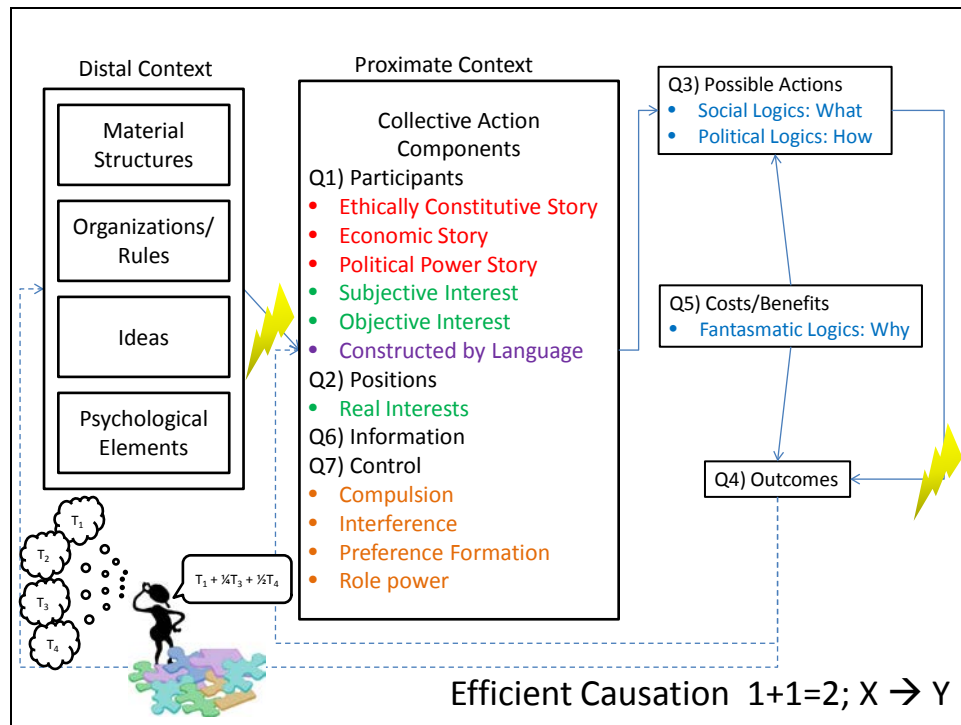 Distal Context
Material
Structures
Organizations/
Rules
Ideas
Psychological
Elements
Proximate Context
Collective Action
Components
Q1) Participants
• Ethically Constitutive Story
• Economic Story
• Political Power Story
• Subjective Interest
• Objective Interest
• Constructed by Language
Q2) Positions
• Real Interests
Q6) Information
Q7) Control
• Compulsion
• Interference
• Preference Formation
• Role power
Q3) Possible Actions
• Social Logics: What
• Political Logics: How
Q5) Costs/Benefits
• Fantasmatic Logics: Why
Q4) Outcomes
T₁
T₂
T₃
T₄
T₁ + ¼T₃ + ½T₄
Efficient Causation 1+1=2; X → Y